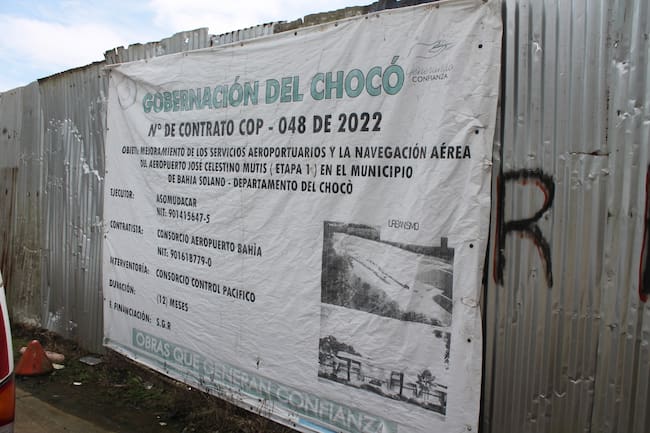 Generando
CONFIANZA
GOBERNACIÓN DEL CHOCÓ
N° DE CONTRATO COP - 048 DE 2022
OBJETO: MEJORAMIENTO DE LOS SERVICIOS AEROPORTUARIOS Y LA NAVEGACIÓN AÉREA
DEL AEROPUERTO JOSE CELESTINO MUTIS ( ETAPA 1 ) EN EL MUNICIPIO
DE BAHIA SOLANO - DEPARTAMENTO DEL CHOCÒ
EJECUTOR: ASOMUDACAR
NIT: 901415647-5
CONTRATISTA: CONSORCIO AEROPUERTO BAHÌA
NIT: 901618779-0
INTERVENTORÍA: CONSORCIO CONTROL PACIFICO
DURACIÓN: (12) MESES
F. FINANCIACIÓN: S.G.R
URBANISMO
OBRAS QUE GENERAN CONFIANZA
R